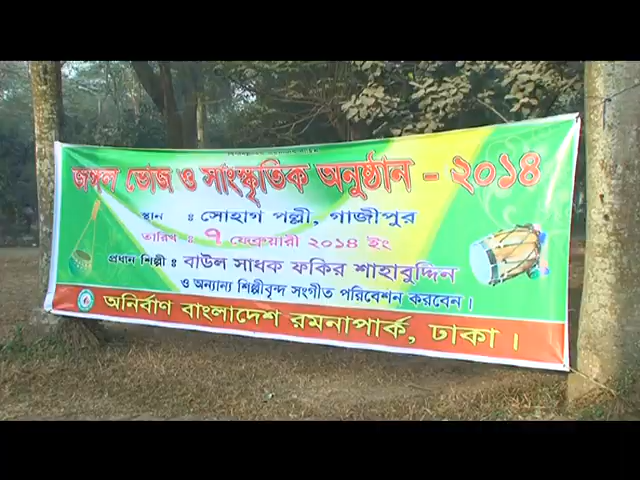 জঙ্গল ভোজ ও সাংস্কৃতিক অনুষ্ঠান - ২০১৪
স্থান : সোহাগ পল্লী, গাজীপুর
তারিখ : ৭ ফেব্রুয়ারী ২০১৪ ইং
প্রধান শিল্পী : বাউল সাধক ফকির শাহাবুদ্দিন
ও অন্যান্য শিল্পীবৃন্দ সংগীত পরিবেশন করবেন।
অনির্বাণ বাংলাদেশ রমনাপার্ক, ঢাকা ।